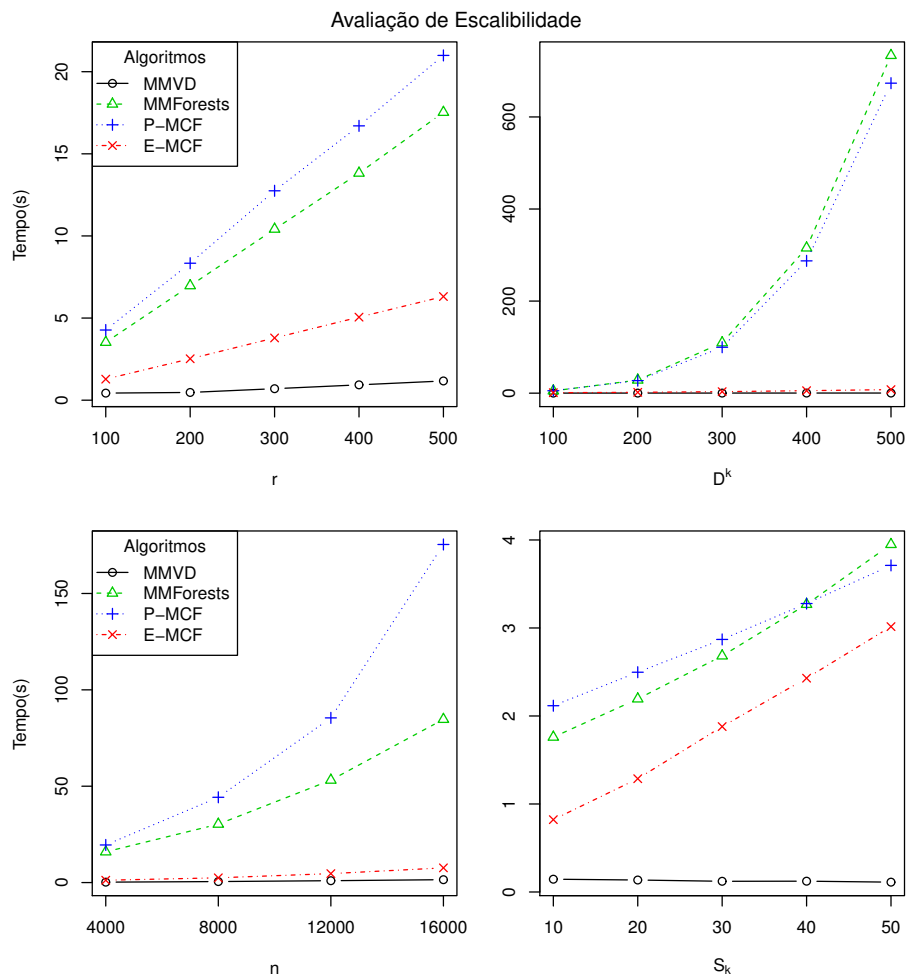 Avaliação de Escalibilidade
Algoritmos
MMVD
MMForests
P−MCF
E−MCF
Tempo(s)
0
5
10
15
20
100 200 300 400 500
r
0
200
400
600
100 200 300 400 500
D^k
Algoritmos
MMVD
MMForests
P−MCF
E−MCF
Tempo(s)
0
50
100
150
4000 8000 12000 16000
n
0
1
2
3
4
10 20 30 40 50
S_k